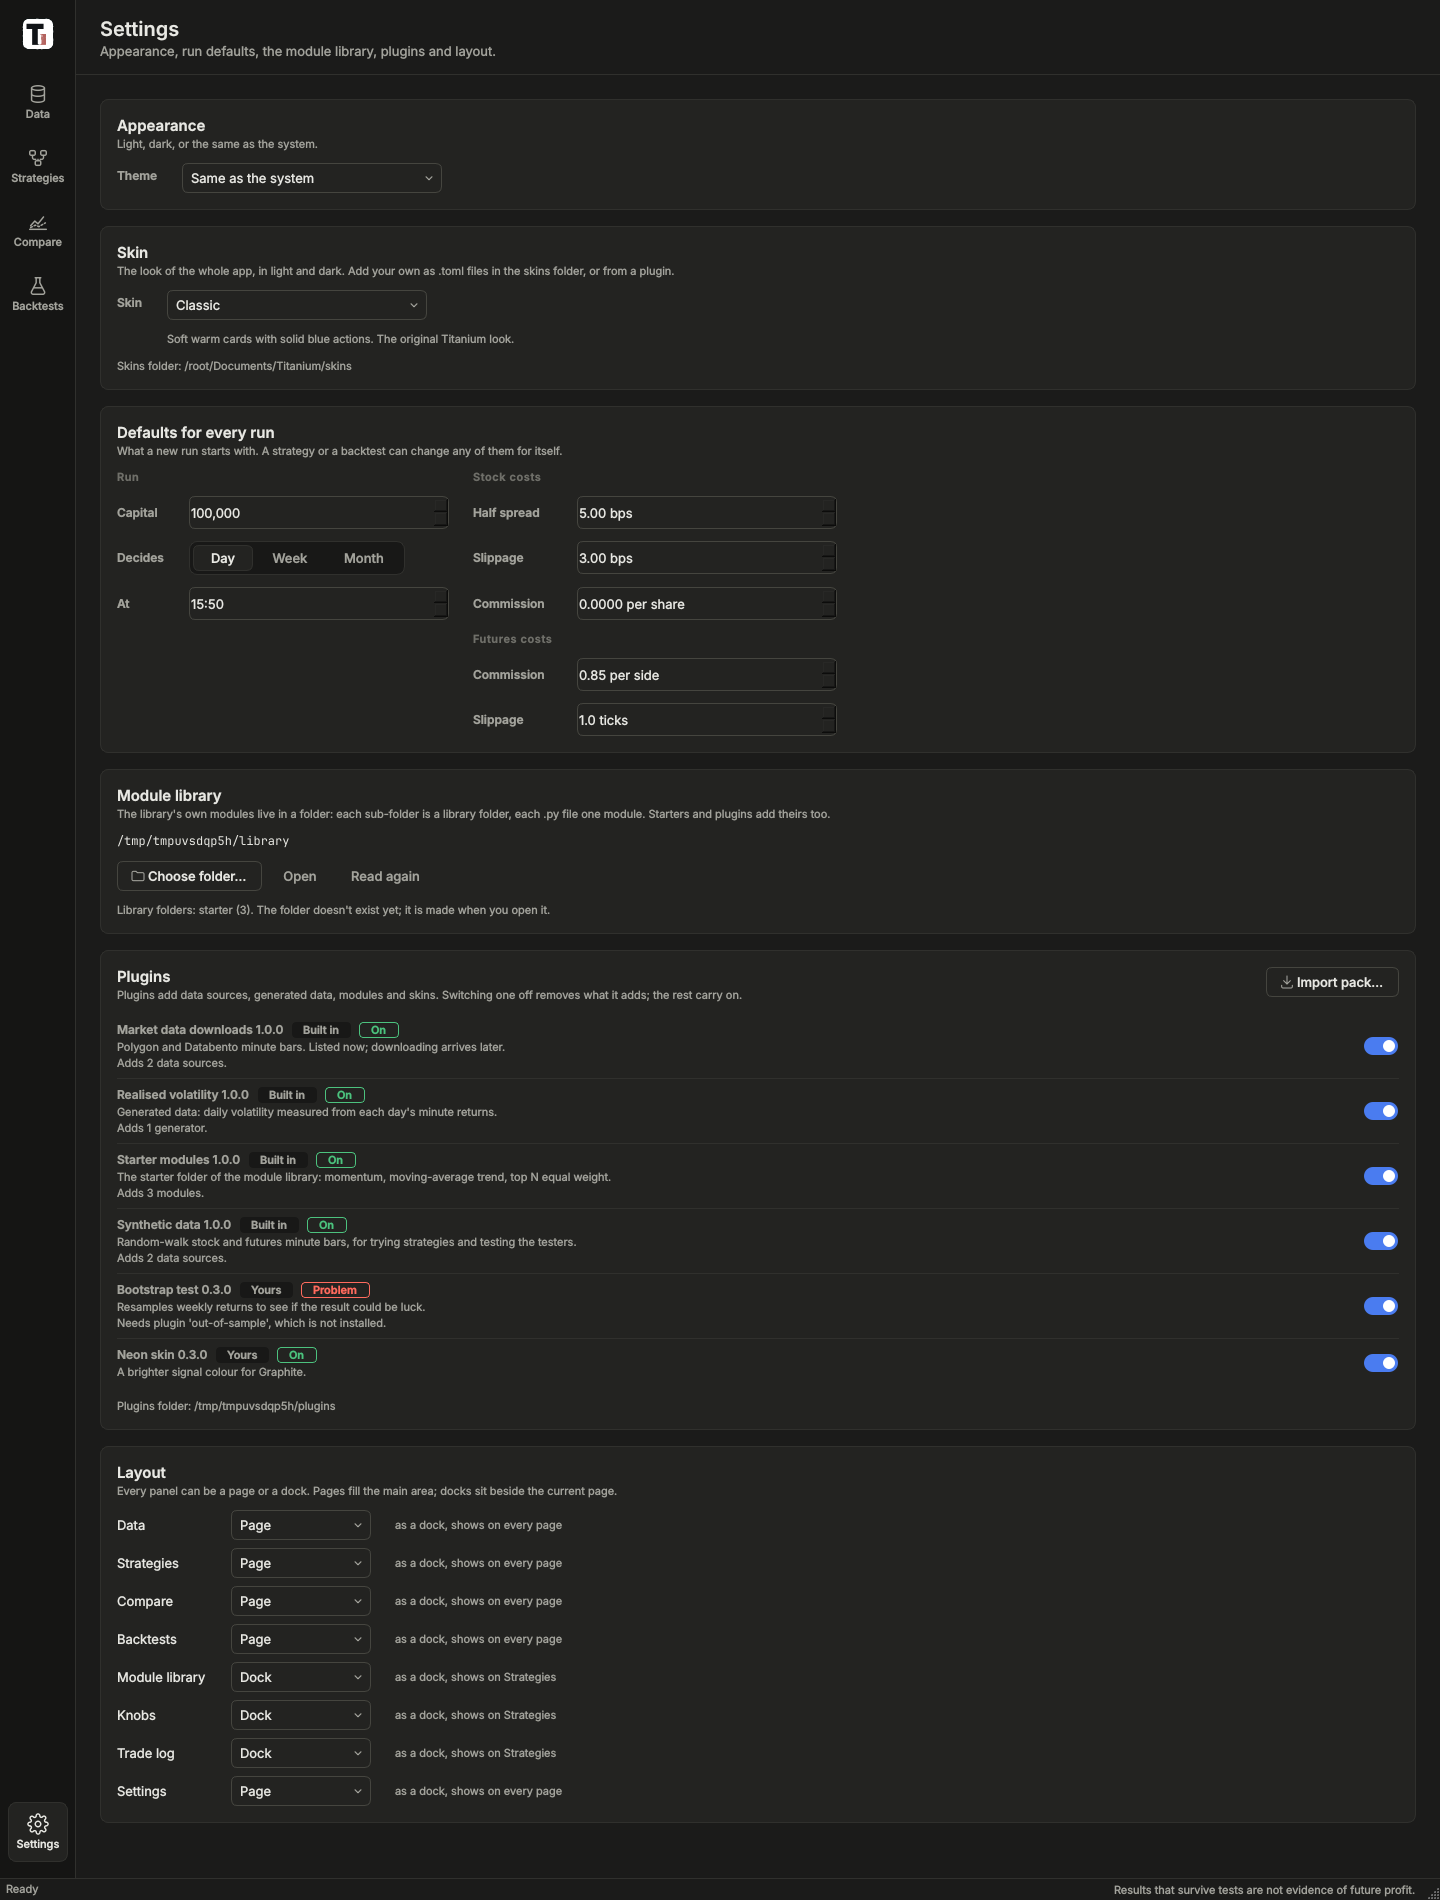 Ti
Settings
Appearance, run defaults, the module library, plugins and layout.
Data
Strategies
Compare
Backtests
Appearance
Light, dark, or the same as the system.
Theme
Same as the system
Skin
The look of the whole app, in light and dark. Add your own as .toml files in the skins folder, or from a plugin.
Skin
Classic
Soft warm cards with solid blue actions. The original Titanium look.
Skins folder: /root/Documents/Titanium/skins
Defaults for every run
What a new run starts with. A strategy or a backtest can change any of them for itself.
Run
Stock costs
Capital
100,000
Half spread
5.00 bps
Decides
Day
Week
Month
Slippage
3.00 bps
At
15:50
Commission
0.0000 per share
Futures costs
Commission
0.85 per side
Slippage
1.0 ticks
Module library
The library's own modules live in a folder: each sub-folder is a library folder, each .py file one module. Starters and plugins add theirs too.
/tmp/tmpuvsdqp5h/library
Choose folder...
Open
Read again
Library folders: starter (3). The folder doesn't exist yet; it is made when you open it.
Plugins
Plugins add data sources, generated data, modules and skins. Switching one off removes what it adds; the rest carry on.
Import pack...
Market data downloads 1.0.0 Built in On
Polygon and Databento minute bars. Listed now; downloading arrives later.
Adds 2 data sources.
Realised volatility 1.0.0 Built in On
Generated data: daily volatility measured from each day's minute returns.
Adds 1 generator.
Starter modules 1.0.0 Built in On
The starter folder of the module library: momentum, moving-average trend, top N equal weight.
Adds 3 modules.
Synthetic data 1.0.0 Built in On
Random-walk stock and futures minute bars, for trying strategies and testing the testers.
Adds 2 data sources.
Bootstrap test 0.3.0 Yours Problem
Resamples weekly returns to see if the result could be luck.
Needs plugin 'out-of-sample', which is not installed.
Neon skin 0.3.0 Yours On
A brighter signal colour for Graphite.
Plugins folder: /tmp/tmpuvsdqp5h/plugins
Layout
Every panel can be a page or a dock. Pages fill the main area; docks sit beside the current page.
Data Page as a dock, shows on every page
Strategies Page as a dock, shows on every page
Compare Page as a dock, shows on every page
Backtests Page as a dock, shows on every page
Module library Dock as a dock, shows on Strategies
Knobs Dock as a dock, shows on Strategies
Trade log Dock as a dock, shows on Strategies
Settings Page as a dock, shows on every page
Settings
Ready
Results that survive tests are not evidence of future profit.